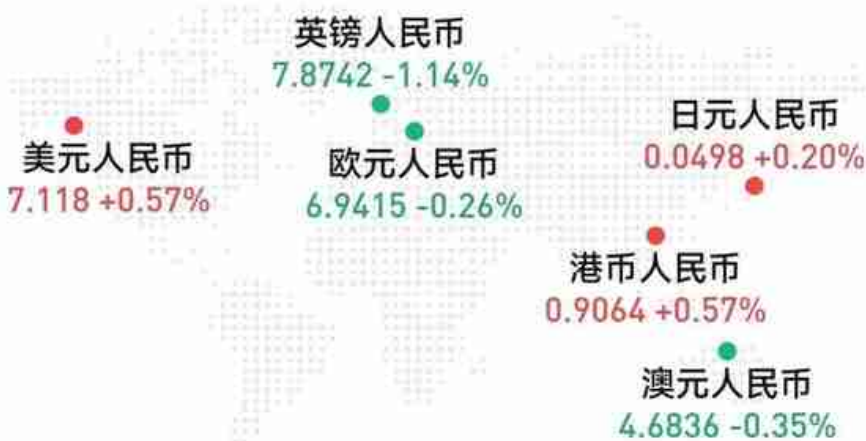 英镑人民币
7.8742 -1.14%
日元人民币
0.0498 +0.20%
美元人民币
7.118 +0.57%
欧元人民币
6.9415 -0.26%
港币人民币
0.9064 +0.57%
澳元人民币
4.6836 -0.35%